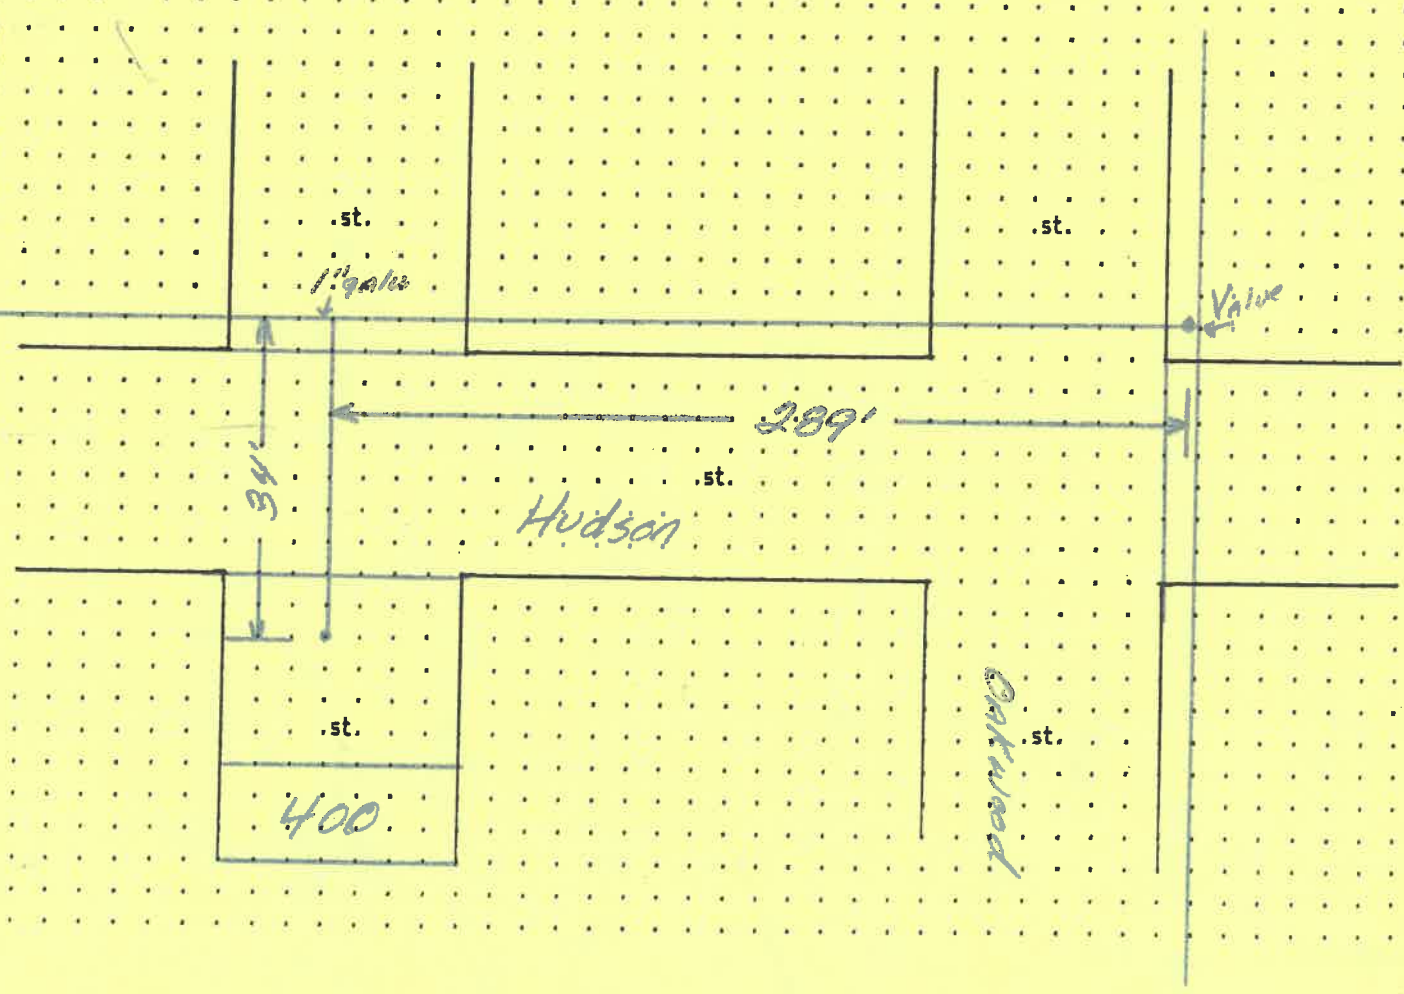 .st.
.st.
1" galv
Valve
289'
34'
.st.
Hudson
.st.
Oakwood
.st.
400